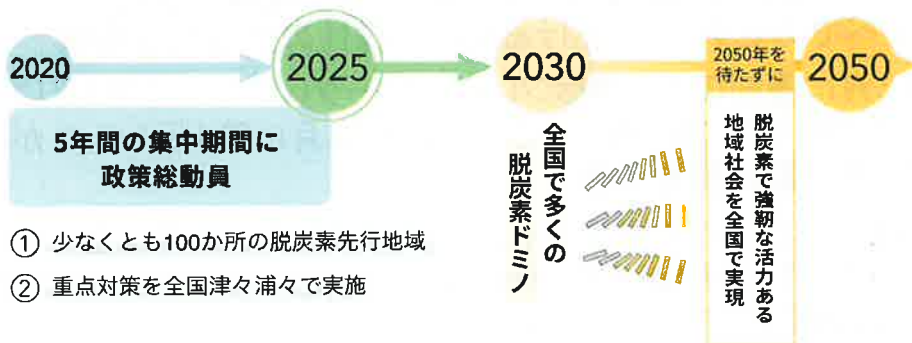 2020
2025
2030
2050年を
待たずに
2050
5年間の集中期間に
政策総動員
① 少なくとも100か所の脱炭素先行地域
② 重点対策を全国津々浦々で実施
全国で多くの
脱炭素ドミノ
脱炭素で強靭な活力ある
地域社会を全国で実現